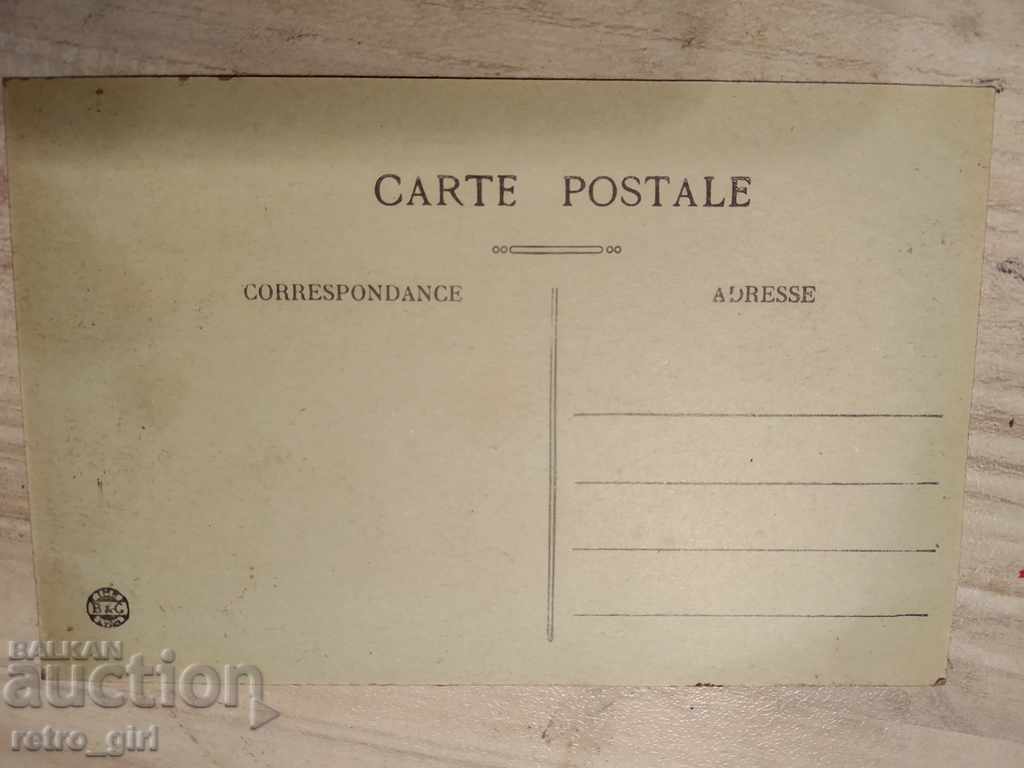 CARTE POSTALE
CORRESPONDANCE
ADRESSE
B & C
BALKAN
auction
retro_girl